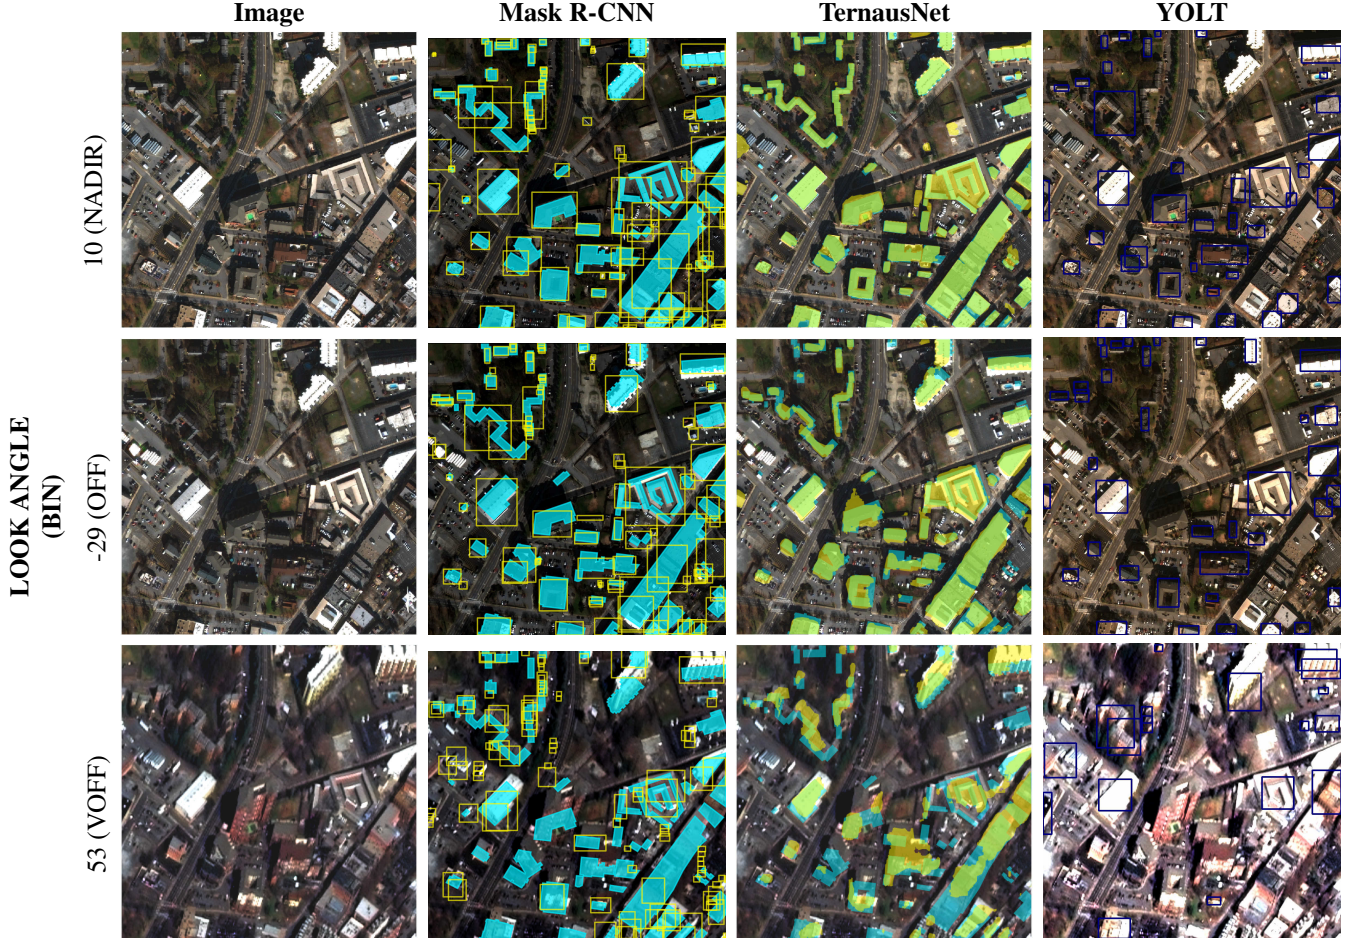 Image Mask R-CNN TernausNet YOLT
LOOK ANGLE
(BIN)
10 (NADIR)
-29 (OFF)
53 (VOFF)